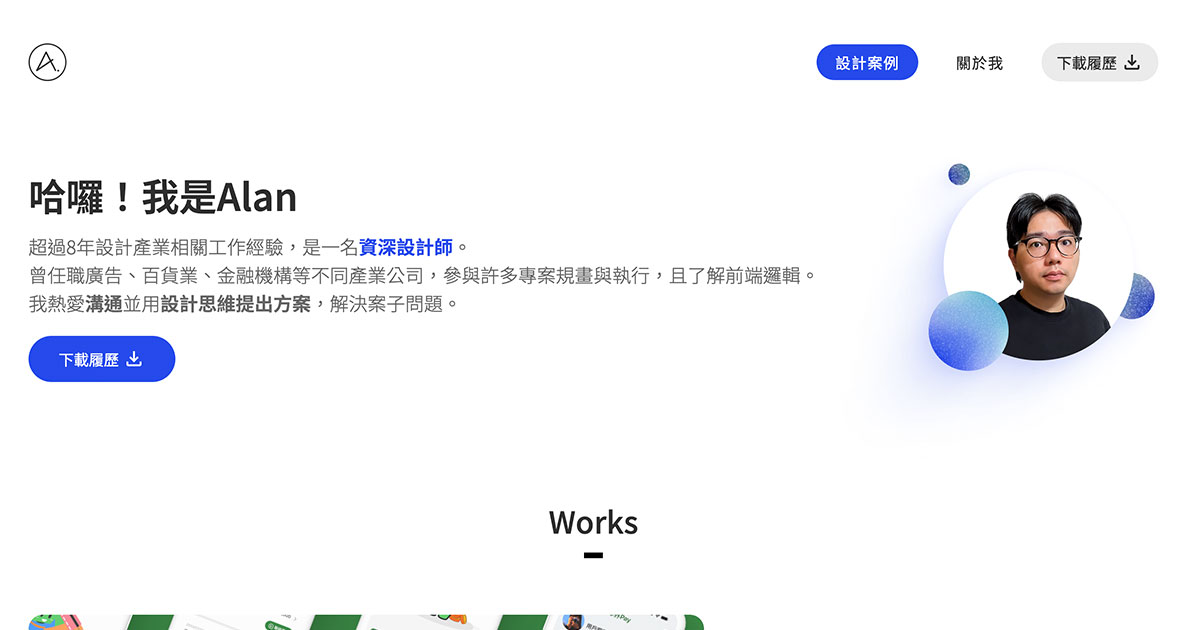 A.
設計案例
關於我
下載履歷
哈囉！我是Alan
超過8年設計產業相關工作經驗，是一名資深設計師。
曾任職廣告、百貨業、金融機構等不同產業公司，參與許多專案規畫與執行，且了解前端邏輯。
我熱愛溝通並用設計思維提出方案，解決案子問題。
下載履歷
Works